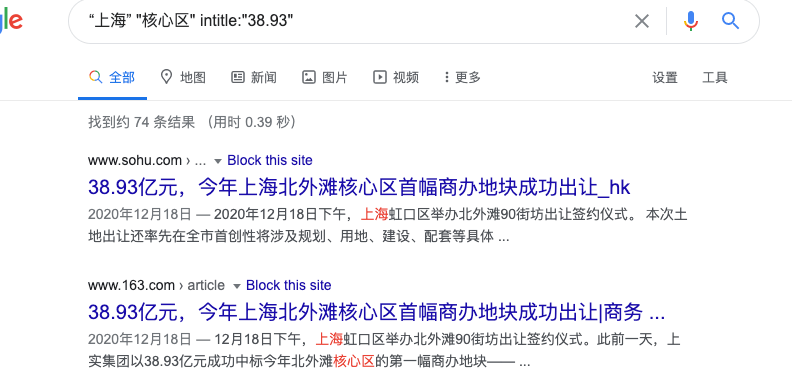 gle
“上海” "核心区" intitle:"38.93"
全部 地图 新闻 图片 视频 更多 设置 工具
找到约 74 条结果 （用时 0.39 秒）
www.sohu.com › ... Block this site
38.93亿元，今年上海北外滩核心区首幅商办地块成功出让_hk
2020年12月18日 — 2020年12月18日下午，上海虹口区举办北外滩90街坊出让签约仪式。 本次土
地出让还率先在全市首创性将涉及规划、用地、建设、配套等具体 ...
www.163.com › article Block this site
38.93亿元，今年上海北外滩核心区首幅商办地块成功出让|商务 ...
2020年12月18日 — 12月18日下午，上海虹口区举办北外滩90街坊出让签约仪式。此前一天，上
实集团以38.93亿元成功中标今年北外滩核心区的第一幅商办地块—— ...